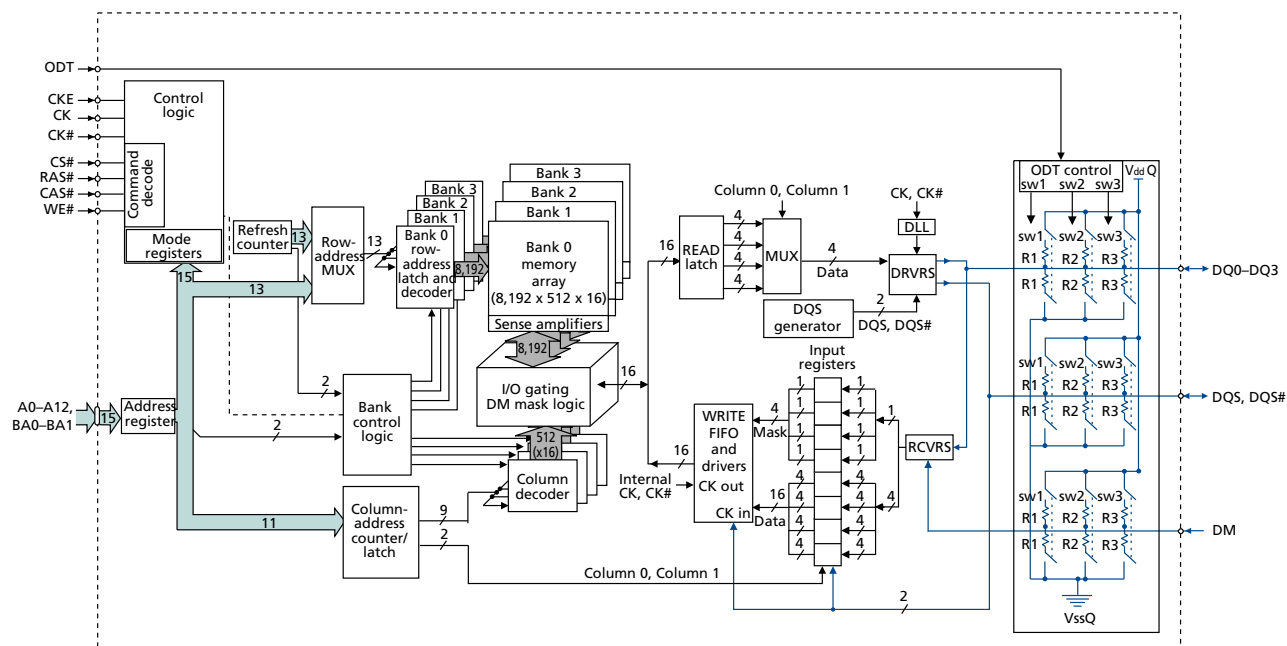 ODT
CKE
CK
CK#
CS#
RAS#
CAS#
WE#
Control
logic
Command
decode
Mode
registers
15
Refresh
counter
13
Row-
address
MUX
13
13
Bank 3
Bank 2
Bank 1
Bank 0
row-
address
latch and
decoder
8,192
Bank 3
Bank 2
Bank 1
Bank 0
memory
array
(8,192 x 512 x 16)
Sense amplifiers
8,192
I/O gating
DM mask logic
16
512
(x16)
Column
decoder
A0–A12,
BA0–BA1
15
Address
register
2
2
Bank
control
logic
11
Column-
address
counter/
latch
9
2
Column 0, Column 1
16
READ
latch
4
4
4
4
Column 0, Column 1
MUX
4
Data
CK, CK#
DLL
DRVRS
DQS
generator
2
DQS, DQS#
Input
registers
16
Internal
CK, CK#
WRITE
FIFO
and
drivers
CK out
CK in
4
Mask
16
Data
1
1
1
1
4
4
4
4
1
1
1
1
4
4
4
4
1
4
RCVRS
2
ODT control
VddQ
sw1
sw2
sw3
sw1
sw2
sw3
R1
R2
R3
R1
R2
R3
sw1
sw2
sw3
R1
R2
R3
R1
R2
R3
sw1
sw2
sw3
R1
R2
R3
R1
R2
R3
VssQ
DQ0–DQ3
DQS, DQS#
DM